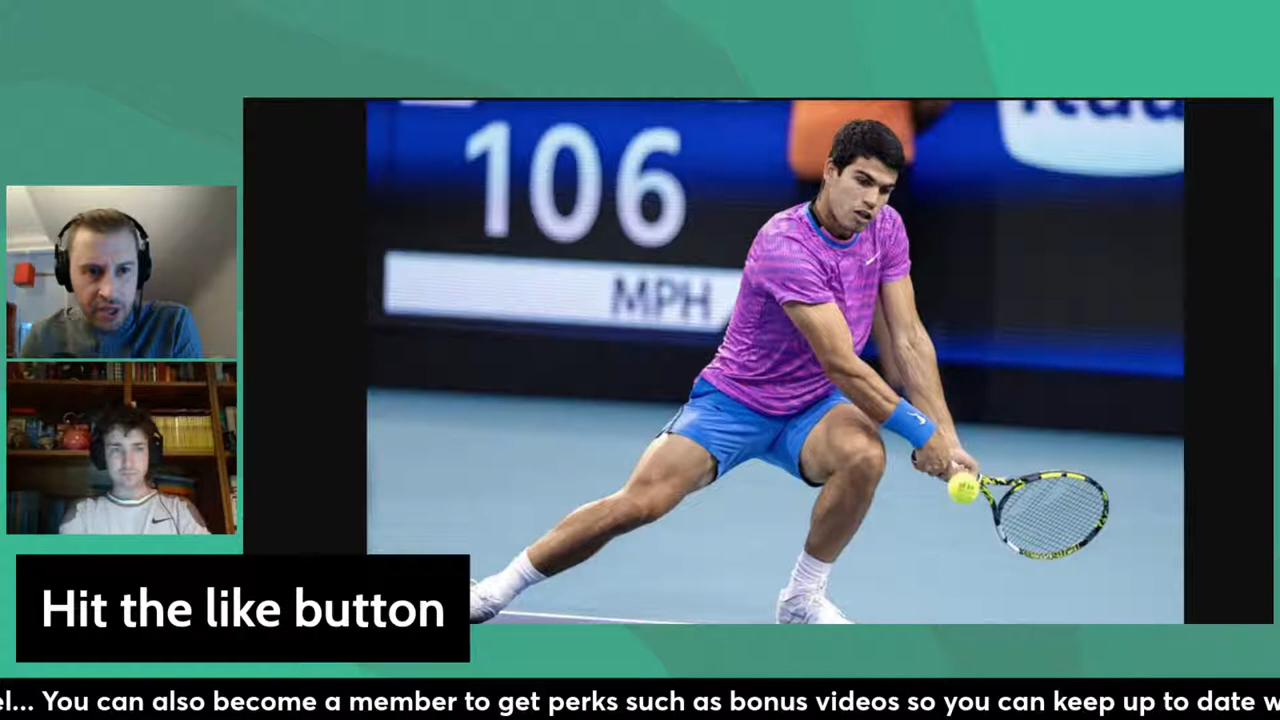 106
MPH
Itaú
Hit the like button
el... You can also become a member to get perks such as bonus videos so you can keep up to date w